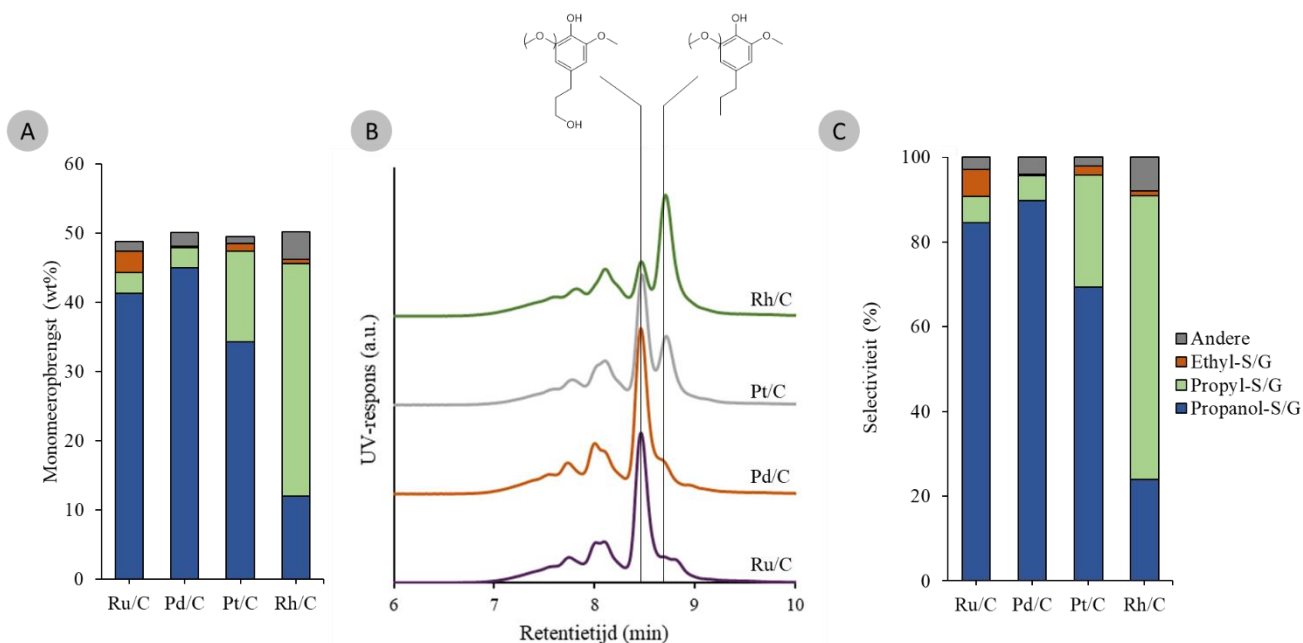 OH
OH
( O )
O
( O )
O
OH
A
B
C
60
50
40
30
20
10
0
Monomeeropbrengst (wt%)
Ru/C Pd/C Pt/C Rh/C
UV-respons (a.u.)
Rh/C
Pt/C
Pd/C
Ru/C
6 7 8 9 10
Retentietijd (min)
100
80
60
40
20
0
Selectiviteit (%)
Ru/C Pd/C Pt/C Rh/C
Andere
Ethyl-S/G
Propyl-S/G
Propanol-S/G